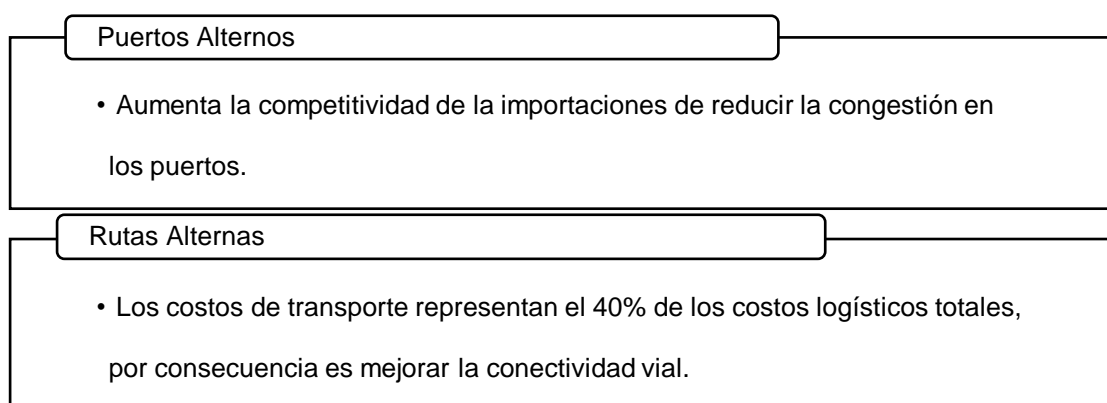 Puertos Alternos
• Aumenta la competitividad de la importaciones de reducir la congestión en
los puertos.
Rutas Alternas
• Los costos de transporte representan el 40% de los costos logísticos totales,
por consecuencia es mejorar la conectividad vial.